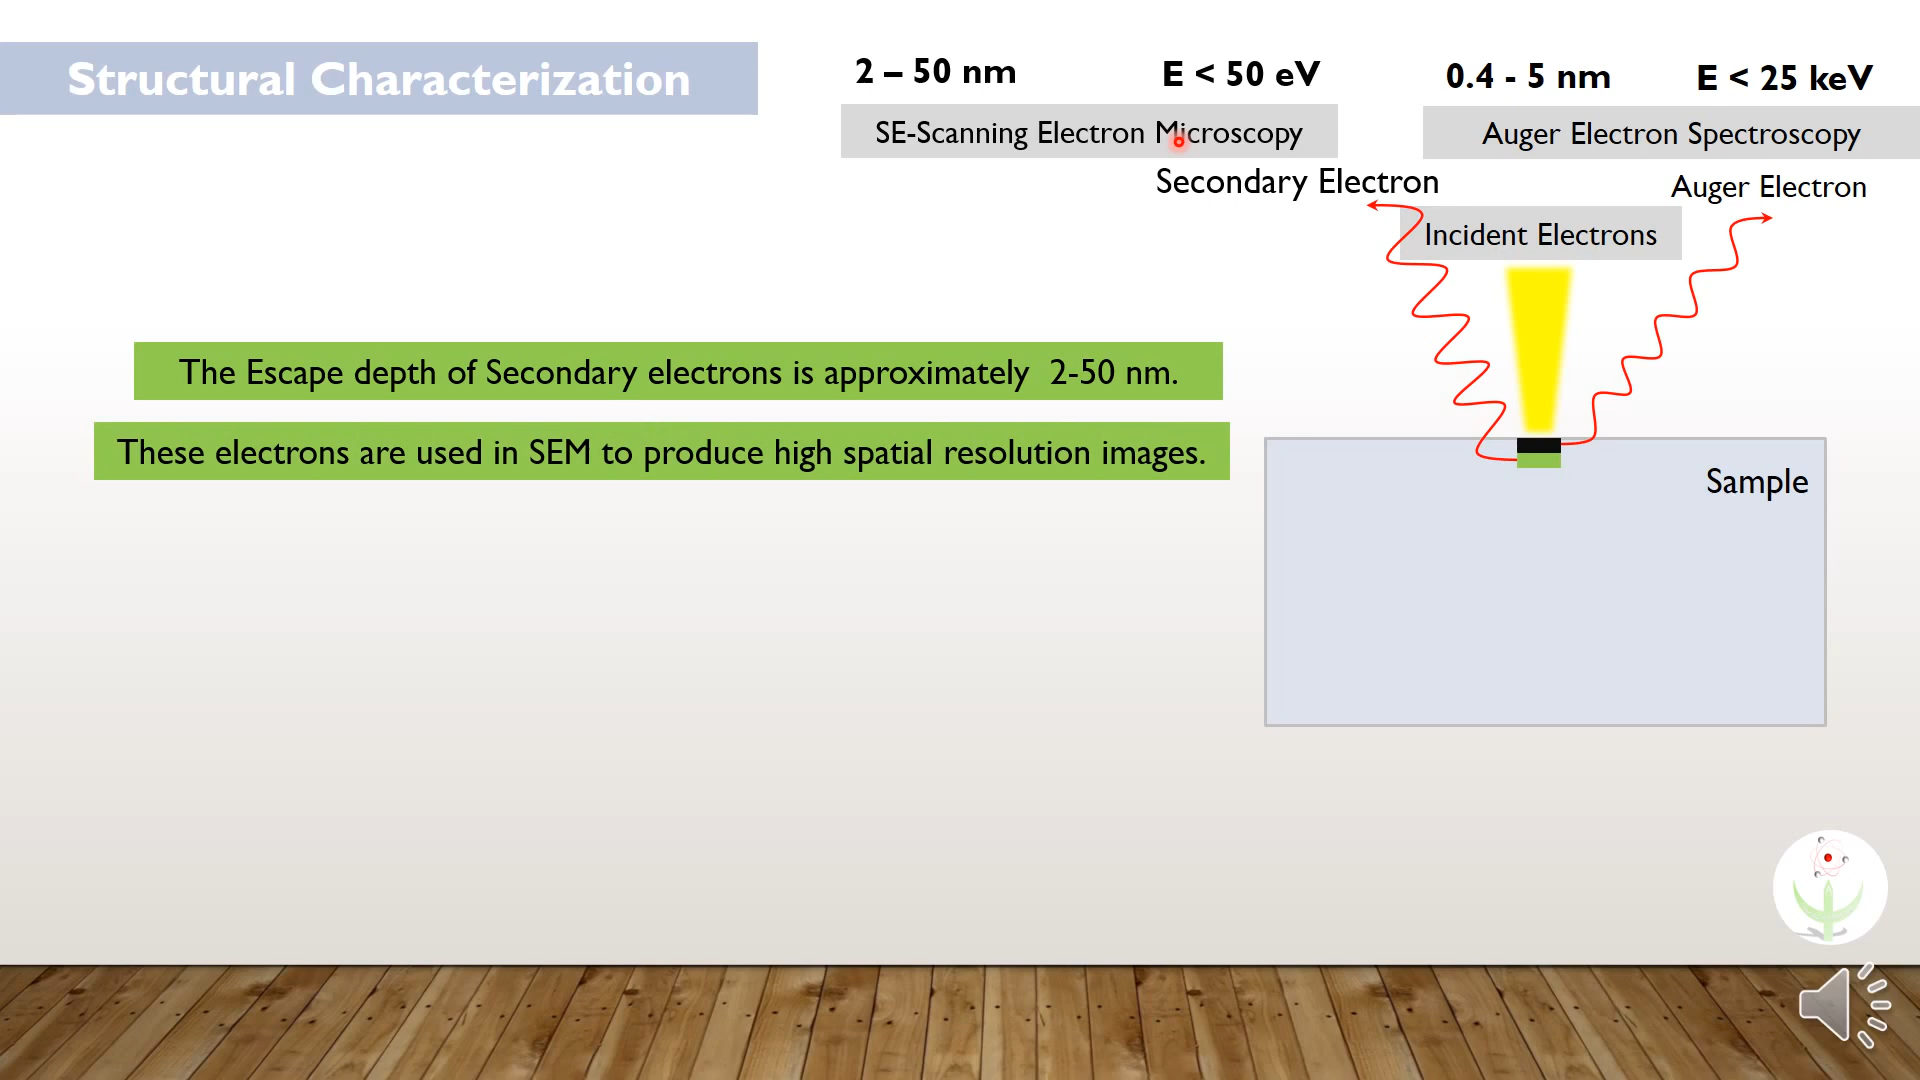 Structural Characterization
2 – 50 nm
E < 50 eV
0.4 - 5 nm
E < 25 keV
SE-Scanning Electron Microscopy
Auger Electron Spectroscopy
Secondary Electron
Auger Electron
Incident Electrons
The Escape depth of Secondary electrons is approximately  2-50 nm.
These electrons are used in SEM to produce high spatial resolution images.
Sample